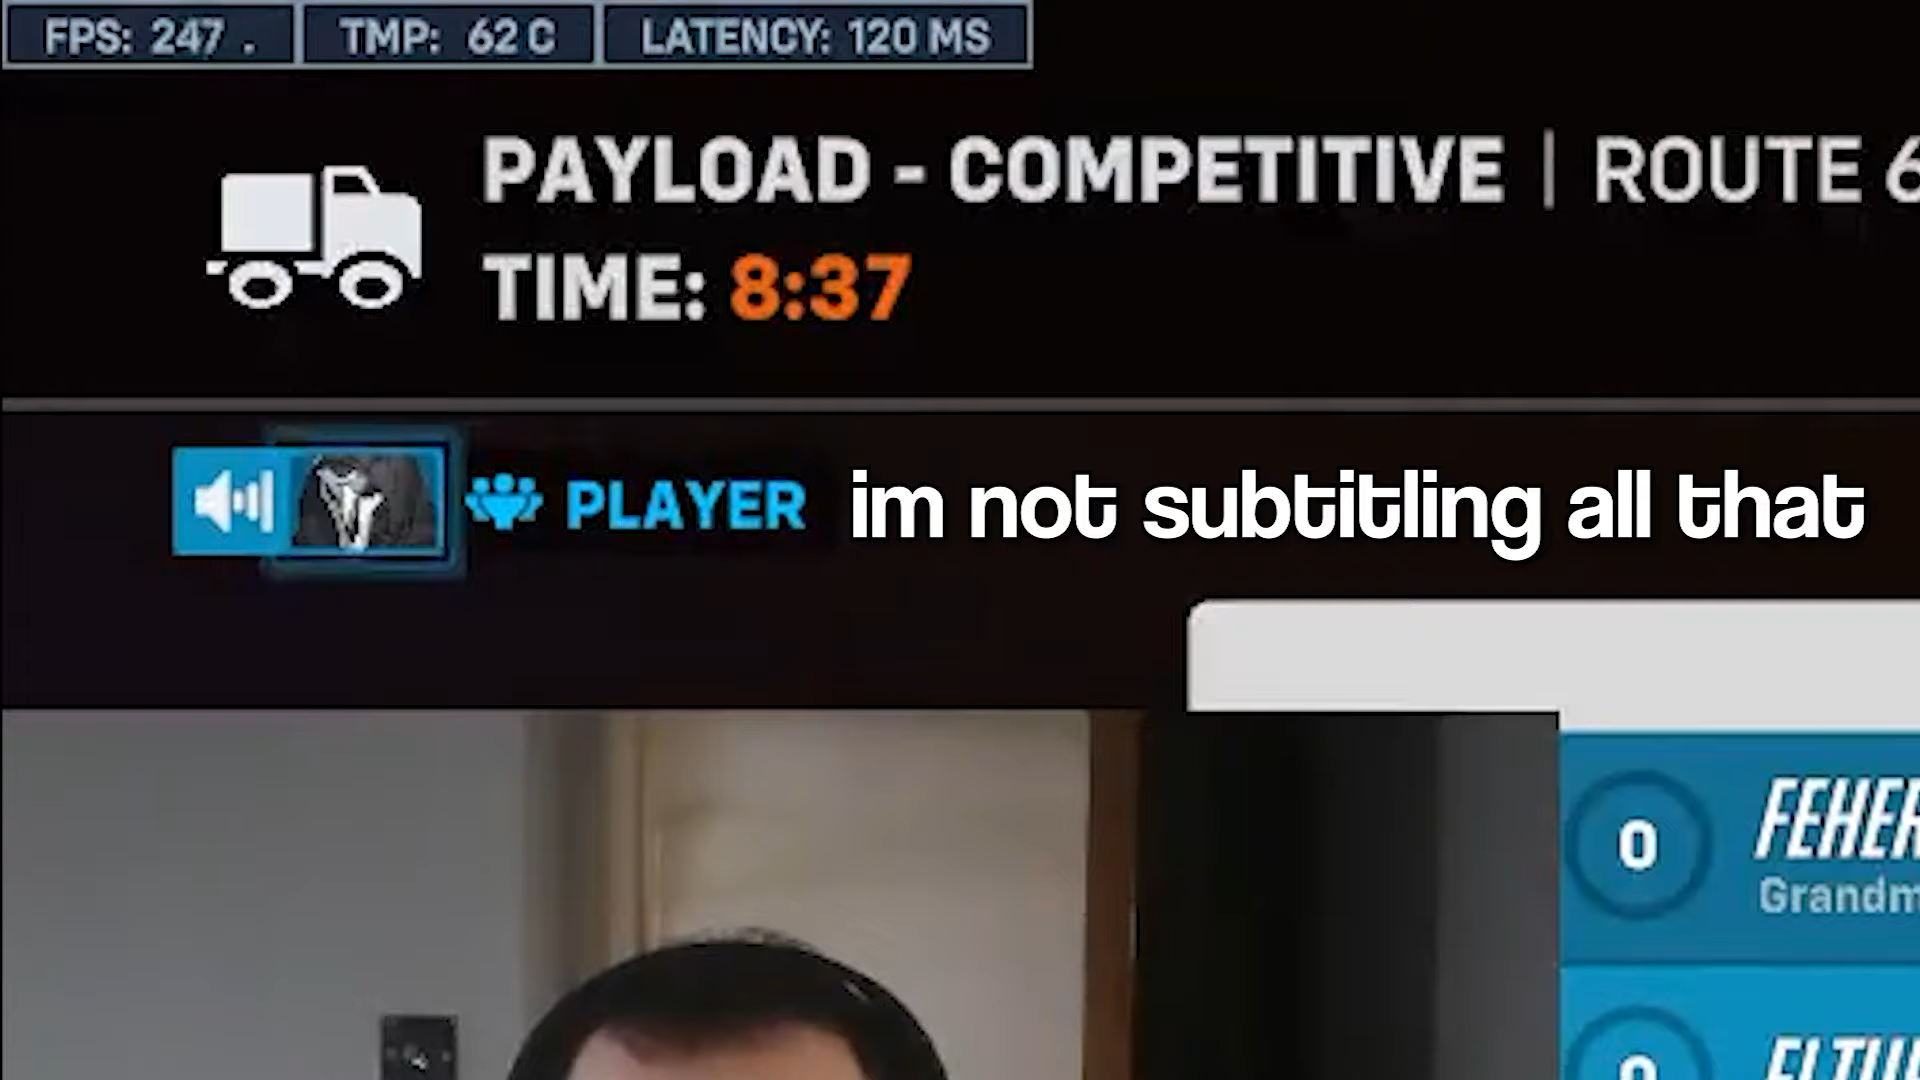 FPS: 247 . TMP: 62 C LATENCY: 120 MS
PAYLOAD - COMPETITIVE | ROUTE 6
TIME: 8:37
PLAYER im not subtitling all that
0 FEHER
Grandm
0